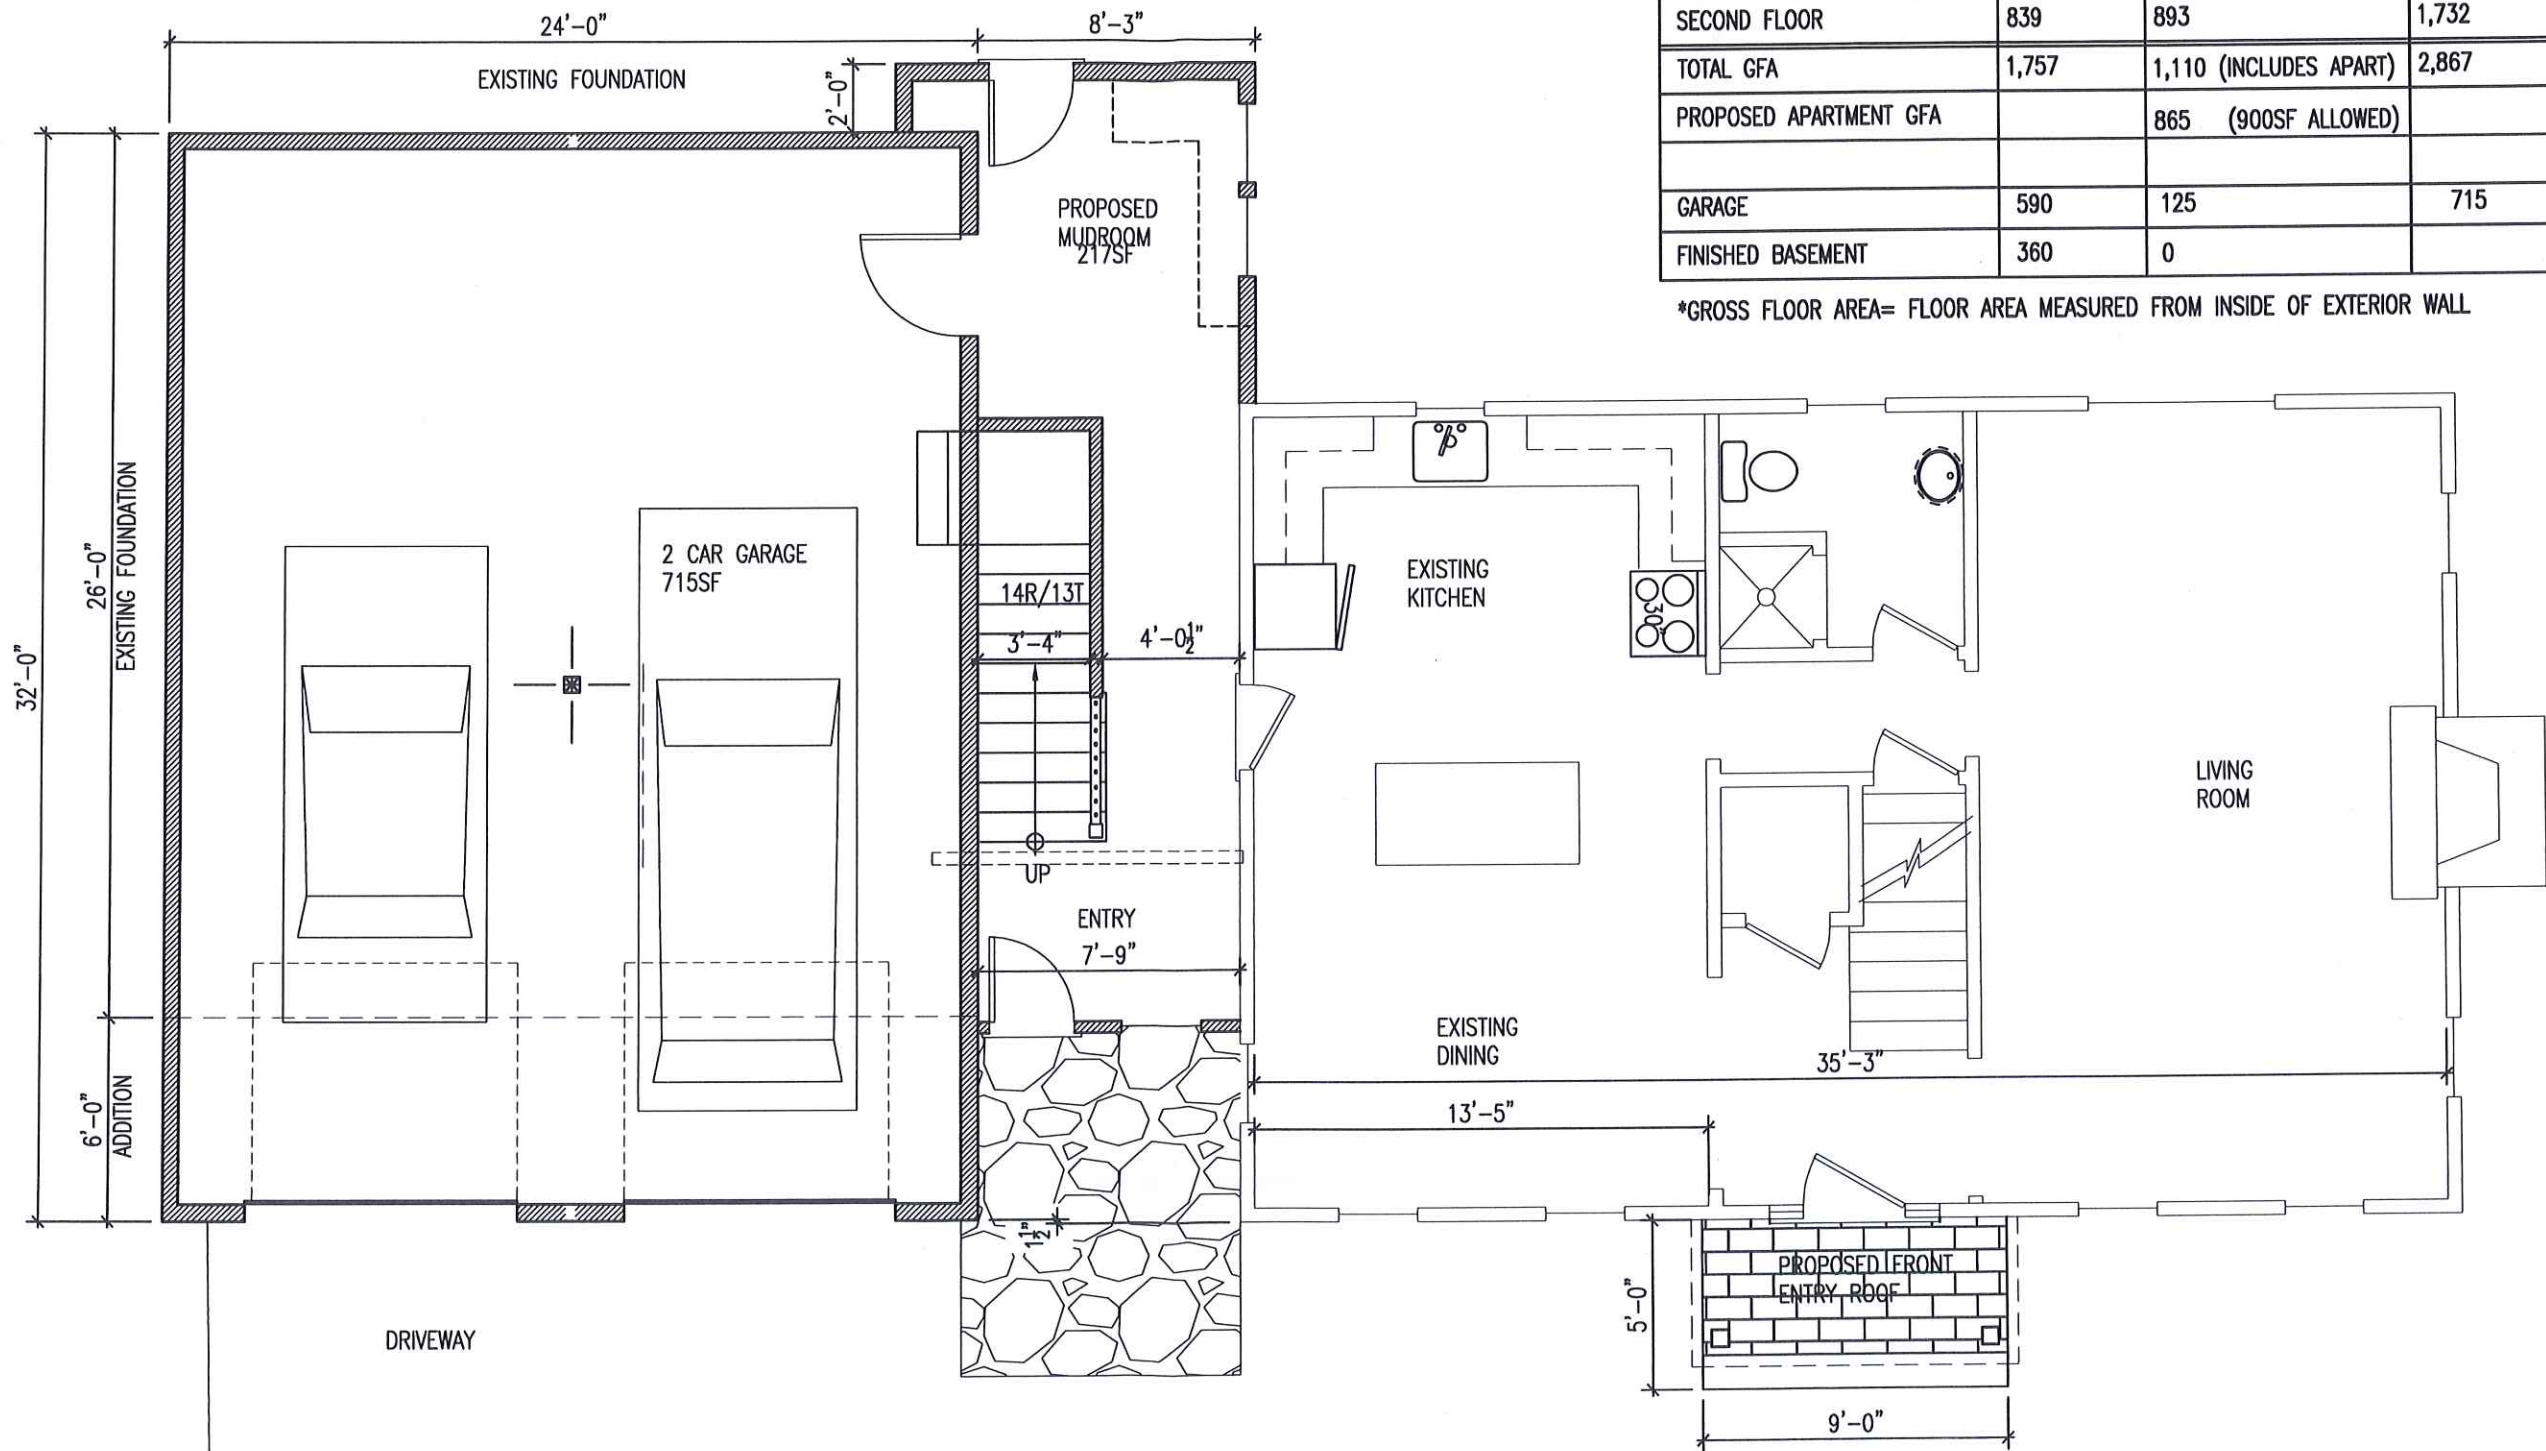 24'-0"
8'-3"
EXISTING FOUNDATION
2'-0"
SECOND FLOOR 839 893 1,732
TOTAL GFA 1,757 1,110 (INCLUDES APART) 2,867
PROPOSED APARTMENT GFA 865 (900SF ALLOWED)
GARAGE 590 125 715
FINISHED BASEMENT 360 0
*GROSS FLOOR AREA= FLOOR AREA MEASURED FROM INSIDE OF EXTERIOR WALL
PROPOSED
MUDROOM
217SF
32'-0"
26'-0"
EXISTING FOUNDATION
2 CAR GARAGE
715SF
14R/13T
3'-4"
4'-0½"
EXISTING
KITCHEN
30"
LIVING
ROOM
UP
ENTRY
7'-9"
EXISTING
DINING
35'-3"
13'-5"
6'-0"
ADDITION
1½"
PROPOSED FRONT
ENTRY ROOF
5'-0"
9'-0"
DRIVEWAY